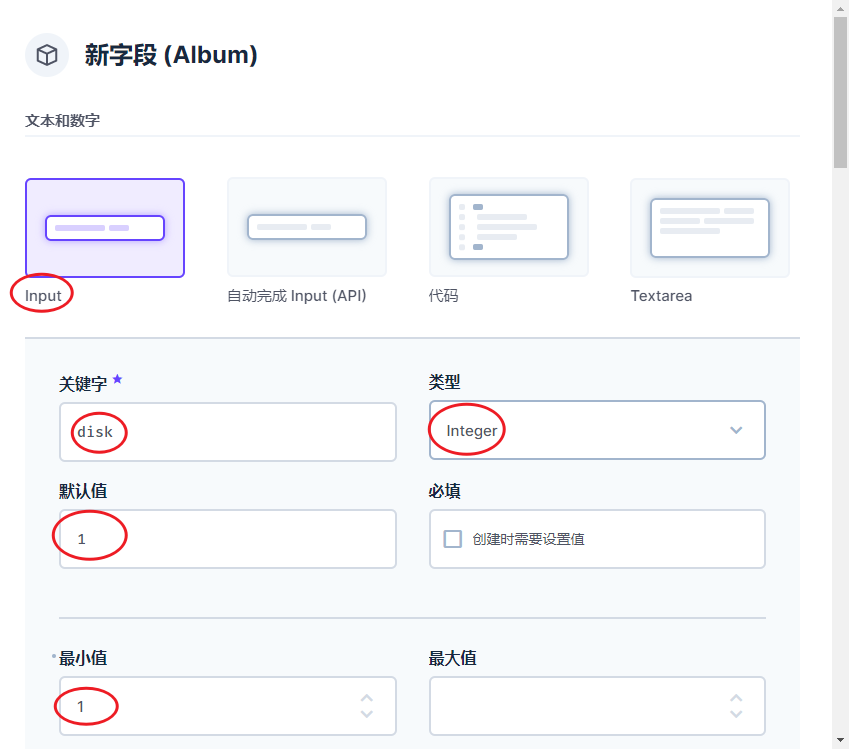 新字段 (Album)
文本和数字
Input
自动完成 Input (API)
代码
Textarea
关键字
类型
disk
Integer
默认值
必填
1
创建时需要设置值
最小值
最大值
1